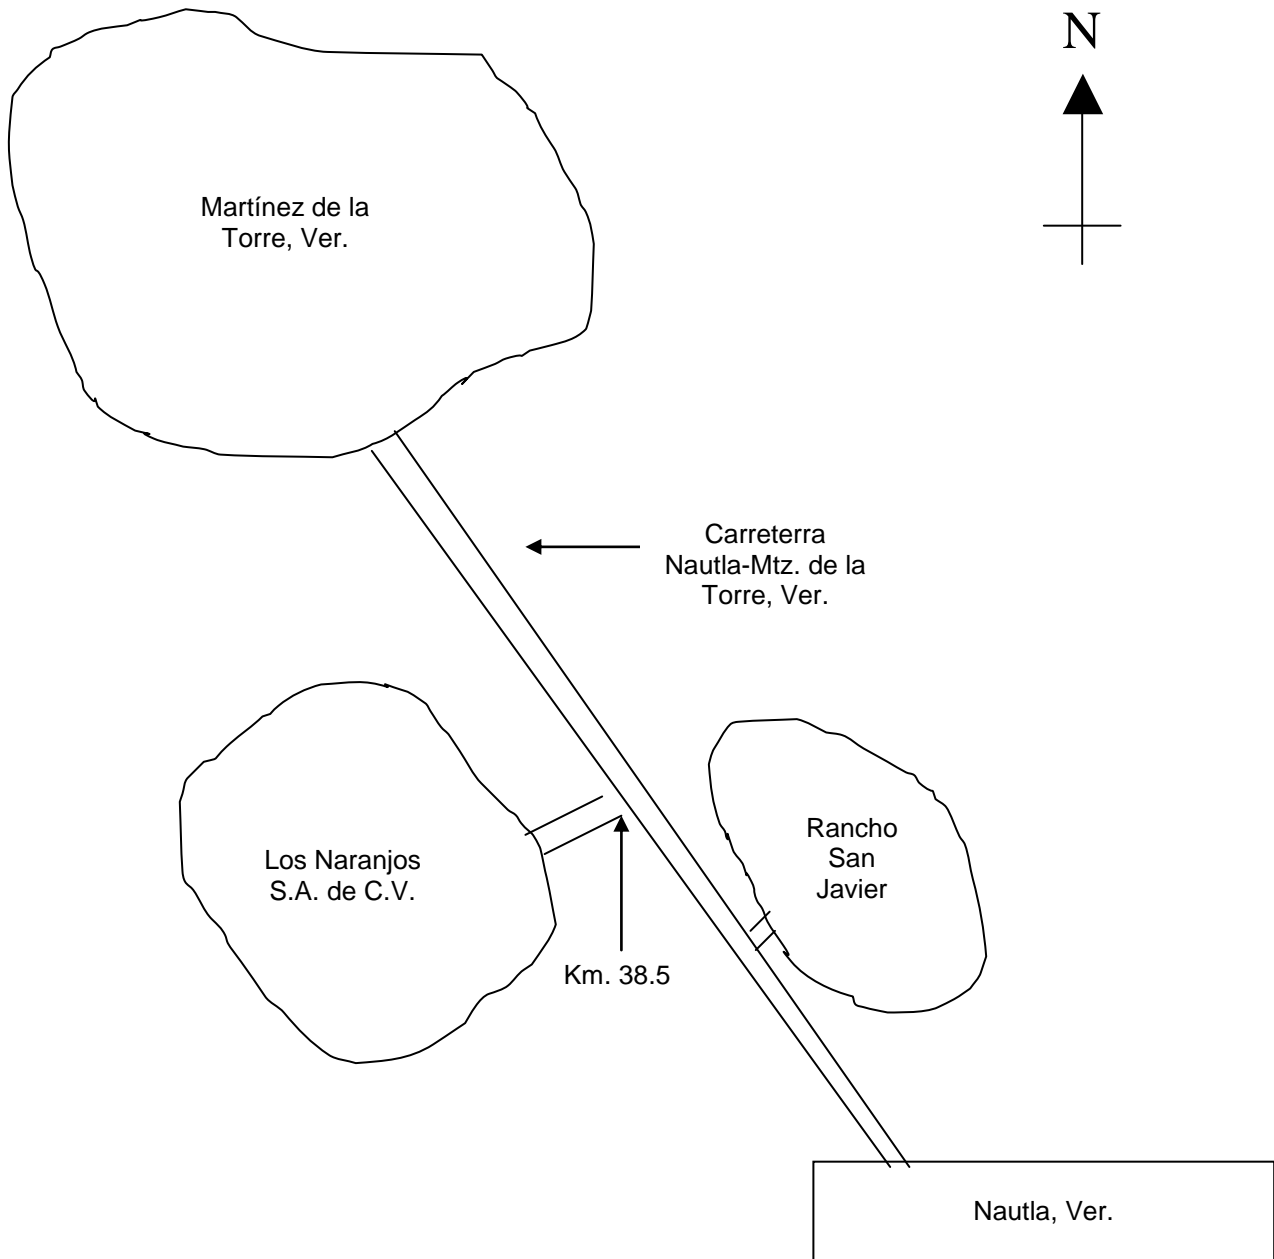 N
Martínez de la
Torre, Ver.
Carreterra
Nautla-Mtz. de la
Torre, Ver.
Rancho
San
Javier
Los Naranjos
S.A. de C.V.
Km. 38.5
Nautla, Ver.